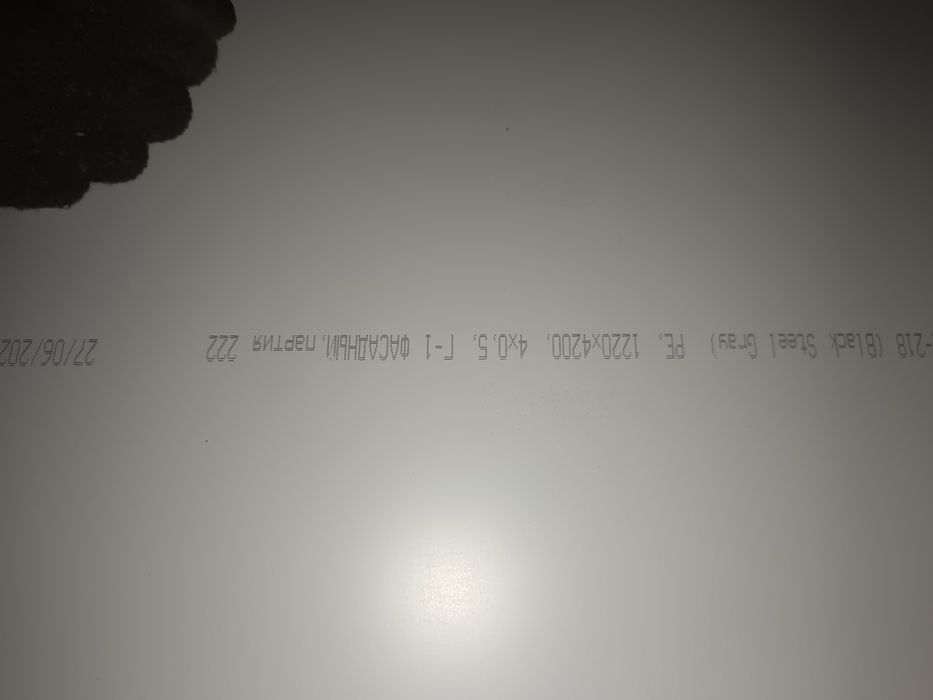 -218 (Black Steel Gray) PE, 1220x4200, 4x0,5, Г-1 ФАСАДНЫЙ, партия 222 27/06/202